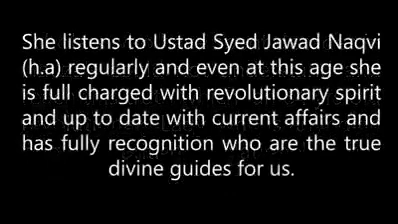 She listens to Ustad Syed Jawad Naqvi
(h.a) regularly and even at this age she
is full charged with revolutionary spirit
and up to date with current affairs and
has fully recognition who are the true
divine guides for us.